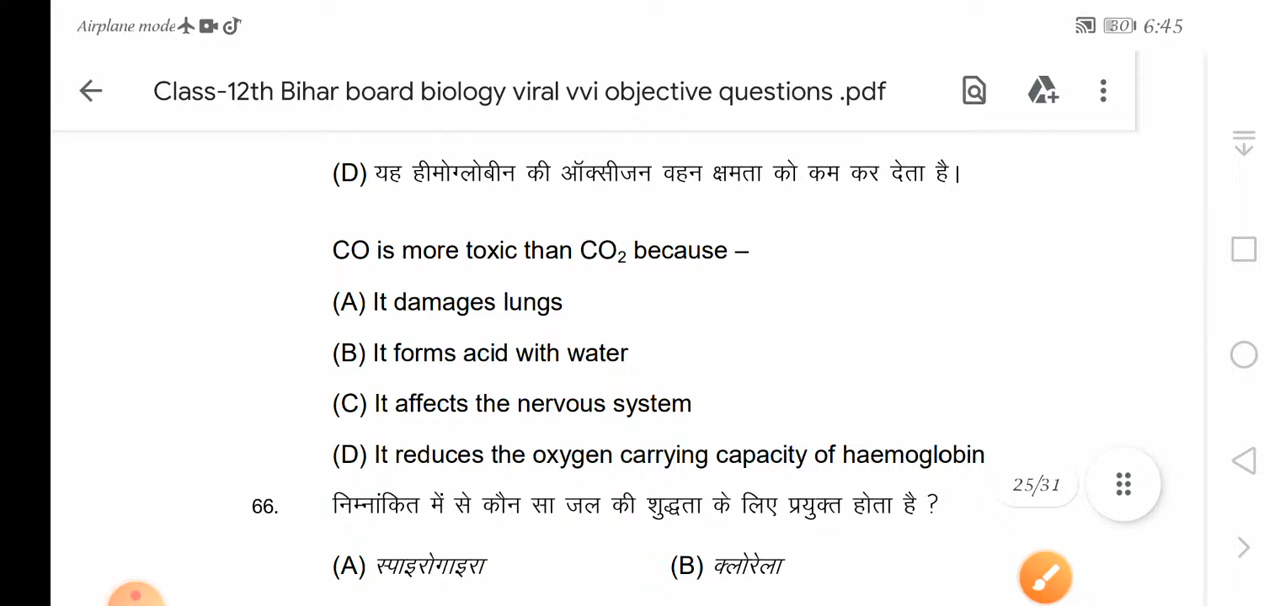 Airplane mode 80 6:45
Class-12th Bihar board biology viral vvi objective questions .pdf
(D) यह हीमोग्लोबीन की ऑक्सीजन वहन क्षमता को कम कर देता है।
CO is more toxic than CO₂ because –
(A) It damages lungs
(B) It forms acid with water
(C) It affects the nervous system
(D) It reduces the oxygen carrying capacity of haemoglobin
25/31
66. निम्नांकित में से कौन सा जल की शुद्धता के लिए प्रयुक्त होता है ?
(A) स्पाइरोगाइरा (B) क्लोरेला